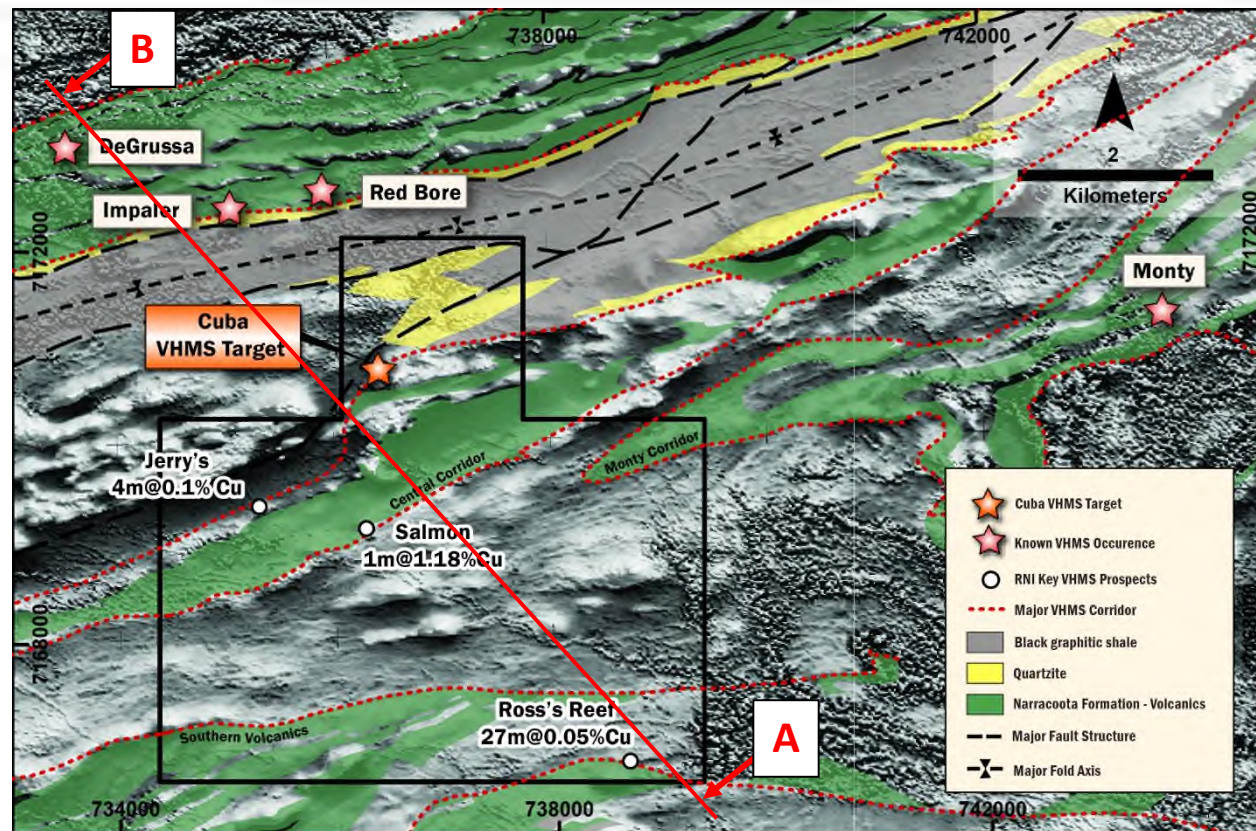 738000
742000
B
N
DeGrussa
Red Bore
Impaler
2
Kilometers
7172000
Monty
Cuba
VHMS Target
Jerry's
4m@0.1%Cu
Central Corridor
Monty Corridor
Salmon
1m@1.18%Cu
Cuba VHMS Target
Known VHMS Occurence
RNI Key VHMS Prospects
Major VHMS Corridor
Black graphitic shale
Quartzite
Narracoota Formation - Volcanics
Major Fault Structure
Major Fold Axis
7168000
Southern Volcanics
Ross's Reef
27m@0.05%Cu
A
734000
738000
742000